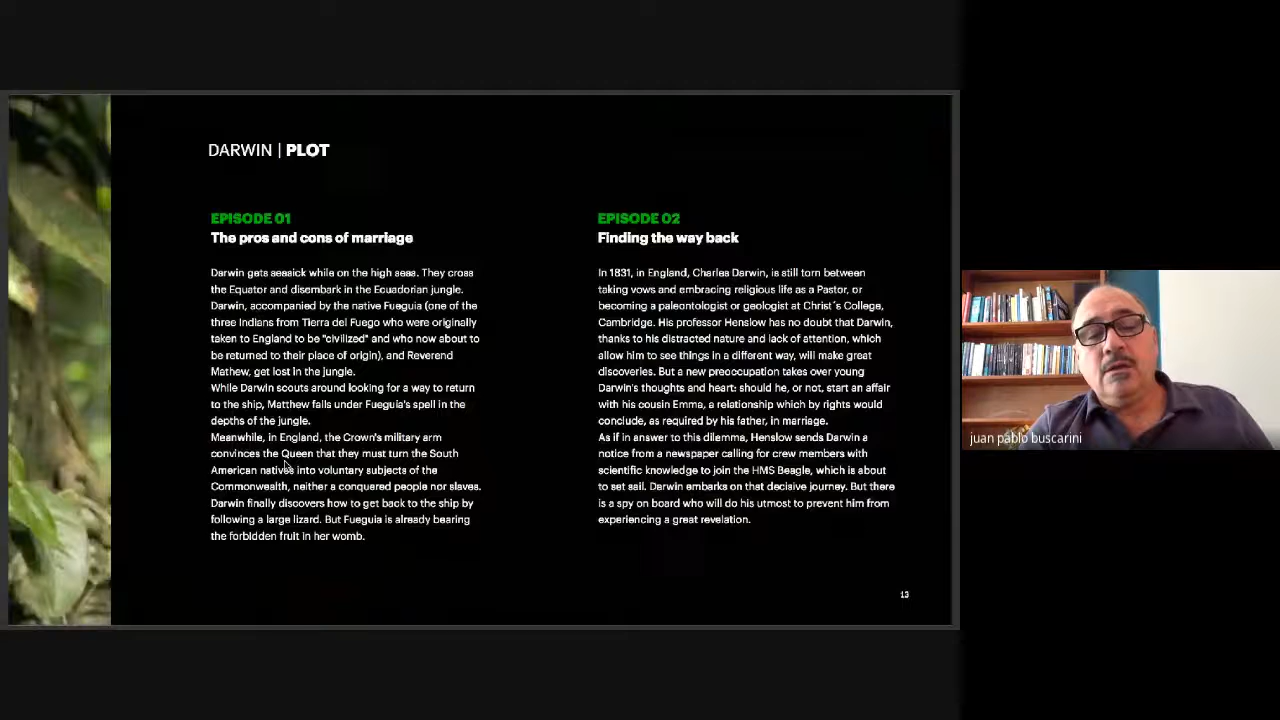 DARWIN | PLOT
EPISODE 01
The pros and cons of marriage
Darwin gets seasick while on the high seas. They cross
the Equator and disembark in the Ecuadorian jungle.
Darwin, accompanied by the native Fueguia (one of the
three Indians from Tierra del Fuego who were originally
taken to England to be "civilized" and who now about to
be returned to their place of origin), and Reverend
Mathew, get lost in the jungle.
While Darwin scouts around looking for a way to return
to the ship, Matthew falls under Fueguia's spell in the
depths of the jungle.
Meanwhile, in England, the Crown's military arm
convinces the Queen that they must turn the South
American natives into voluntary subjects of the
Commonwealth, neither a conquered people nor slaves.
Darwin finally discovers how to get back to the ship by
following a large lizard. But Fueguia is already bearing
the forbidden fruit in her womb.
EPISODE 02
Finding the way back
In 1831, in England, Charles Darwin, is still torn between
taking vows and embracing religious life as a Pastor, or
becoming a paleontologist or geologist at Christ´s College,
Cambridge. His professor Henslow has no doubt that Darwin,
thanks to his distracted nature and lack of attention, which
allow him to see things in a different way, will make great
discoveries. But a new preoccupation takes over young
Darwin's thoughts and heart: should he, or not, start an affair
with his cousin Emma, a relationship which by rights would
conclude, as required by his father, in marriage.
As if in answer to this dilemma, Henslow sends Darwin a
notice from a newspaper calling for crew members with
scientific knowledge to join the HMS Beagle, which is about
to set sail. Darwin embarks on that decisive journey. But there
is a spy on board who will do his utmost to prevent him from
experiencing a great revelation.
13
juan pablo buscarini